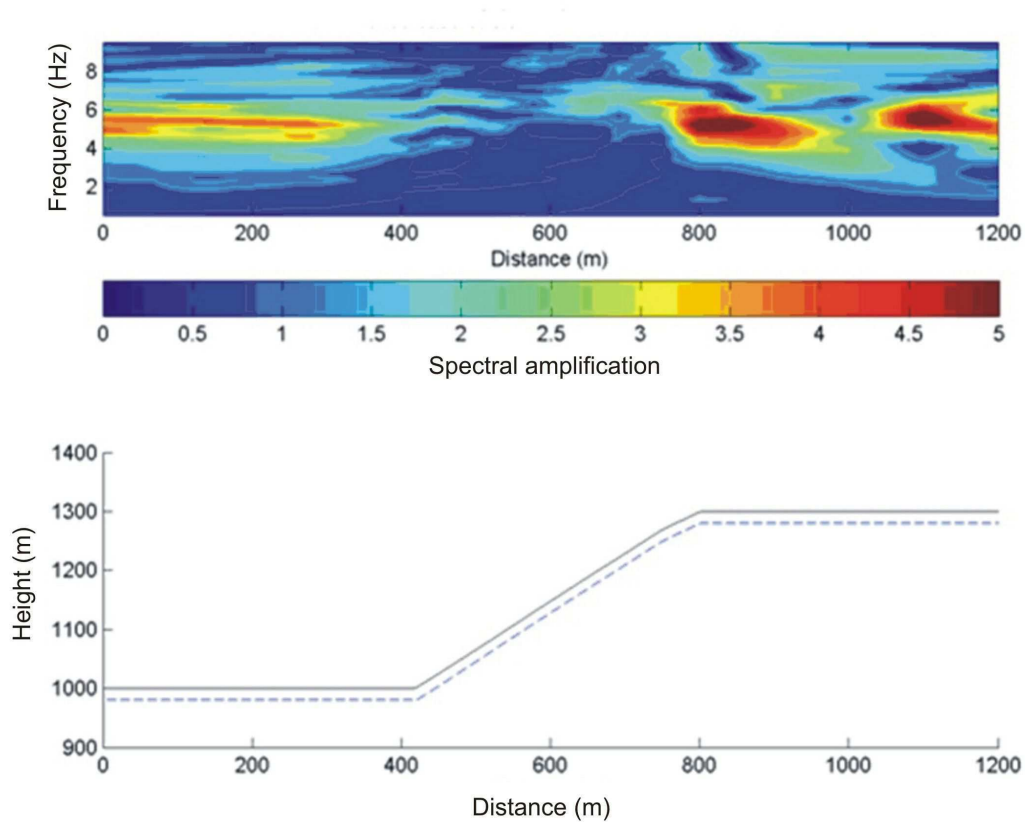 Frequency (Hz)
8
6
4
2
0 200 400 600 800 1000 1200
Distance (m)
0 0.5 1 1.5 2 2.5 3 3.5 4 4.5 5
Spectral amplification
Height (m)
1400
1300
1200
1100
1000
900
0 200 400 600 800 1000 1200
Distance (m)